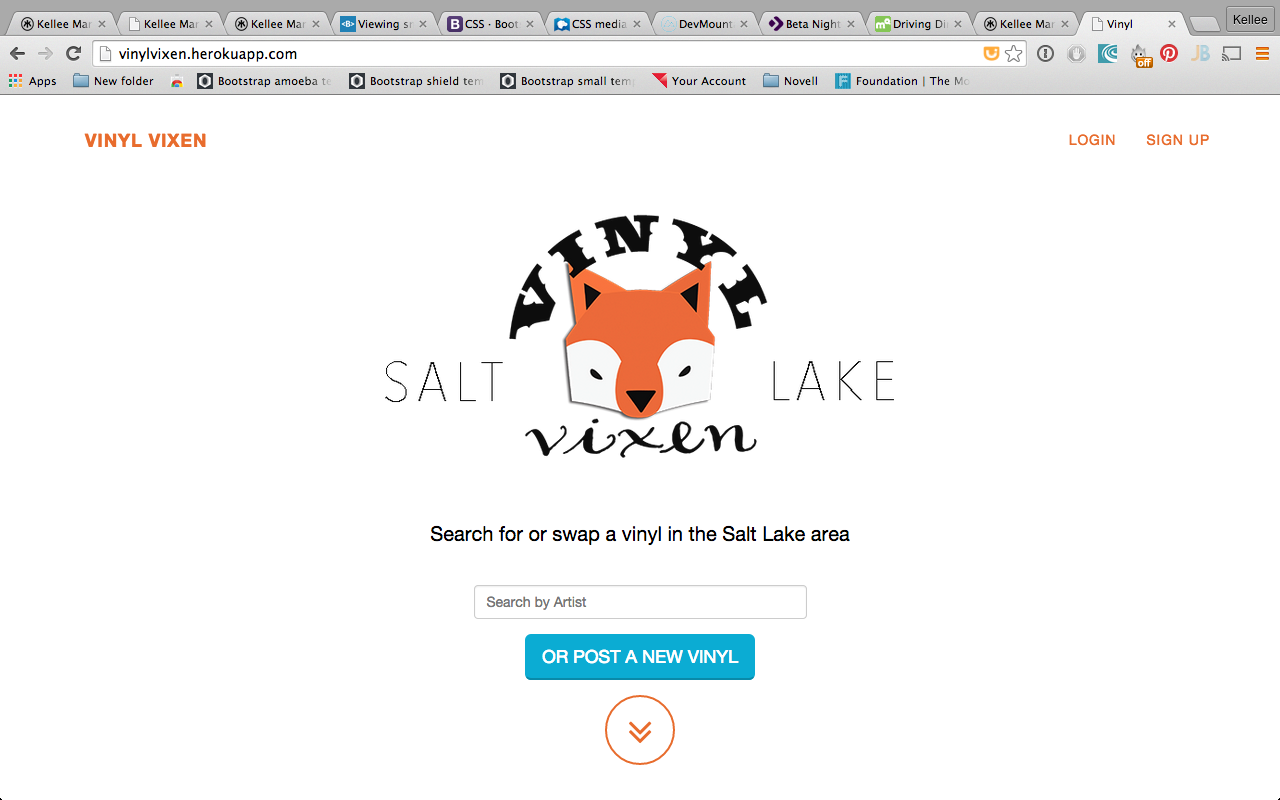 Kellee Mar
Kellee Mar
Kellee Mar
<B> Viewing sr
B CSS · Boot
CSS media
DevMount
Beta Night
Driving Di
Kellee Mar
Vinyl
Kellee
vinylvixen.herokuapp.com
off
JB
Apps
New folder
Bootstrap amoeba te
Bootstrap shield tem
Bootstrap small temp
Your Account
Novell
F Foundation | The Mo
VINYL VIXEN
LOGIN
SIGN UP
VINYL
SALT
LAKE
vixen
Search for or swap a vinyl in the Salt Lake area
Search by Artist
OR POST A NEW VINYL